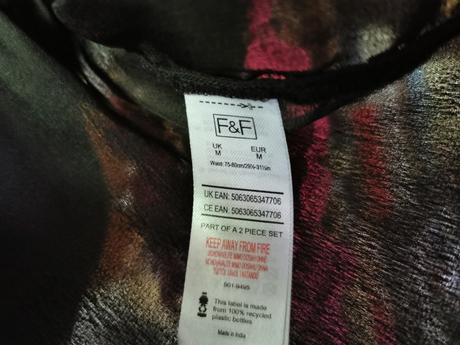 F&F
UK EUR
M M
UK EAN: 5063065347706
CE EAN: 5063065347706
PART OF A 2 PIECE SET
KEEP AWAY FROM FIRE
This label is made
from 100% recycled
plastic bottles
Made in India